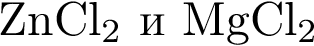 ZnCl₂ и MgCl₂